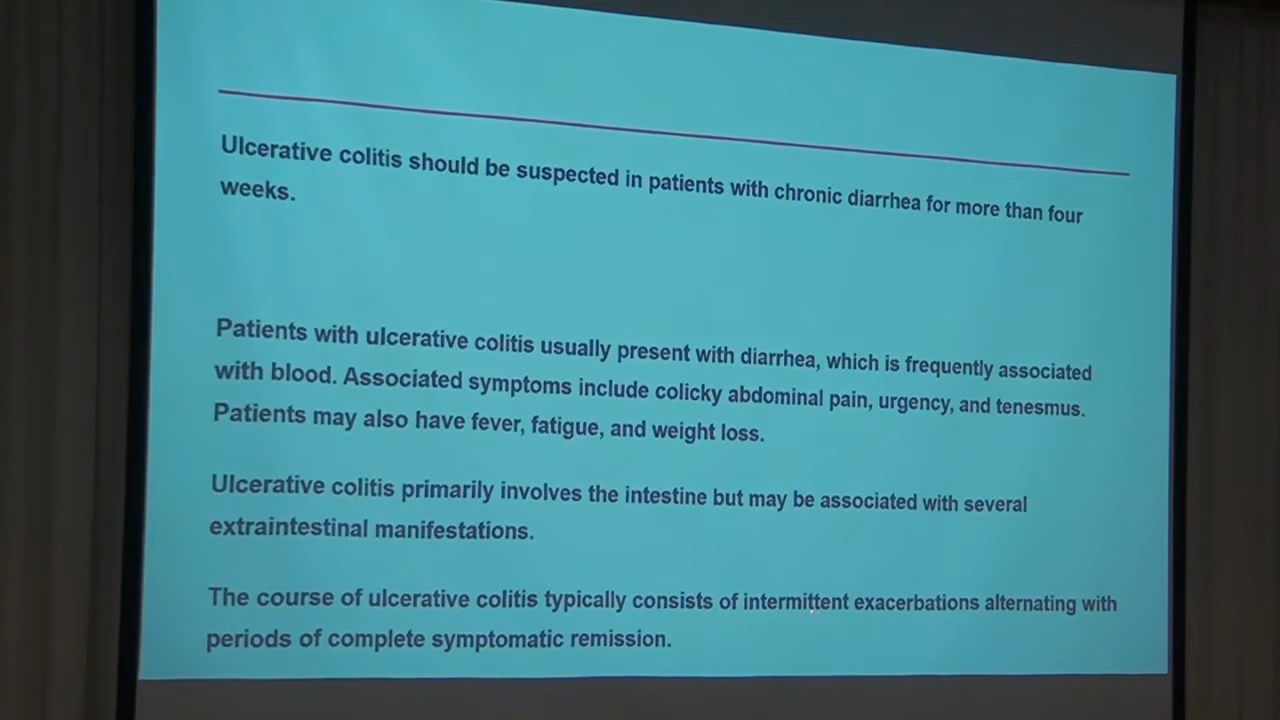 Ulcerative colitis should be suspected in patients with chronic diarrhea for more than four
weeks.
Patients with ulcerative colitis usually present with diarrhea, which is frequently associated
with blood. Associated symptoms include colicky abdominal pain, urgency, and tenesmus.
Patients may also have fever, fatigue, and weight loss.
Ulcerative colitis primarily involves the intestine but may be associated with several
extraintestinal manifestations.
The course of ulcerative colitis typically consists of intermittent exacerbations alternating with
periods of complete symptomatic remission.